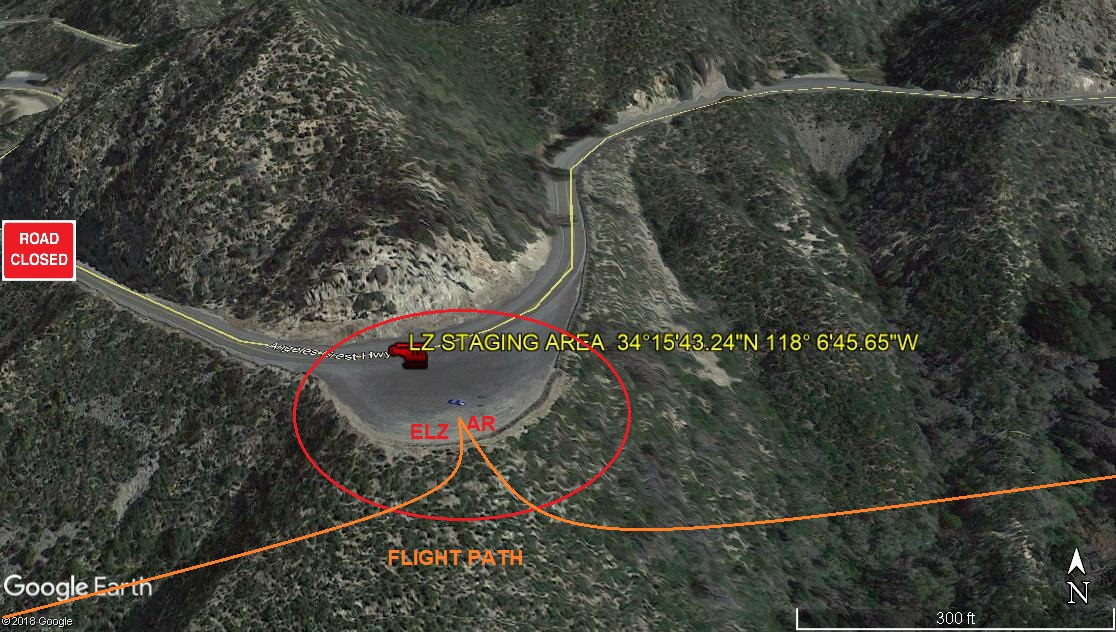 ROAD
CLOSED
LZ STAGING AREA 34°15'43.24"N 118° 6'45.65"W
Angeles Crest Hwy
ELZ AR
FLIGHT PATH
Google Earth
©2018 Google
N
300 ft